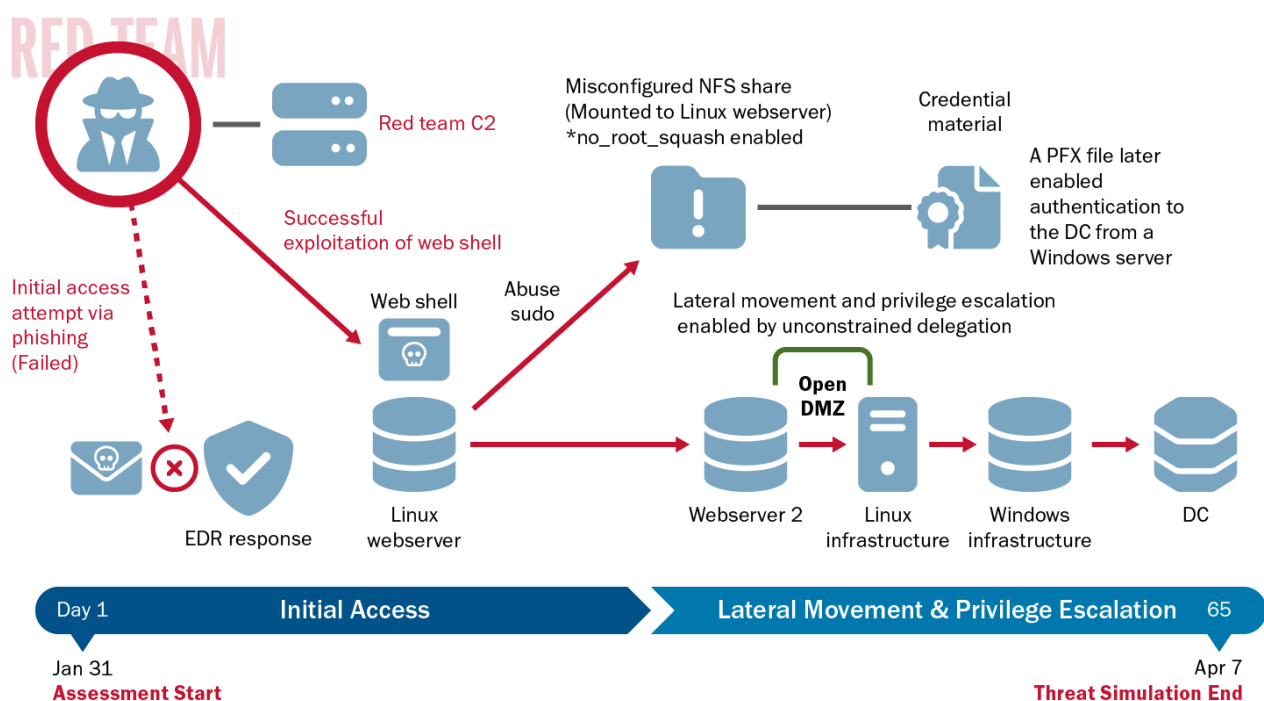 RED TEAM
Red team C2
Misconfigured NFS share
(Mounted to Linux webserver)
*no_root_squash enabled
Credential
material
A PFX file later
enabled
authentication to
the DC from a
Windows server
Successful
exploitation of web shell
Initial access
attempt via
phishing
(Failed)
Web shell
Abuse
sudo
Lateral movement and privilege escalation
enabled by unconstrained delegation
Open
DMZ
EDR response
Linux
webserver
Webserver 2
Linux
infrastructure
Windows
infrastructure
DC
Day 1
Initial Access
Lateral Movement & Privilege Escalation
65
Jan 31
Assessment Start
Apr 7
Threat Simulation End